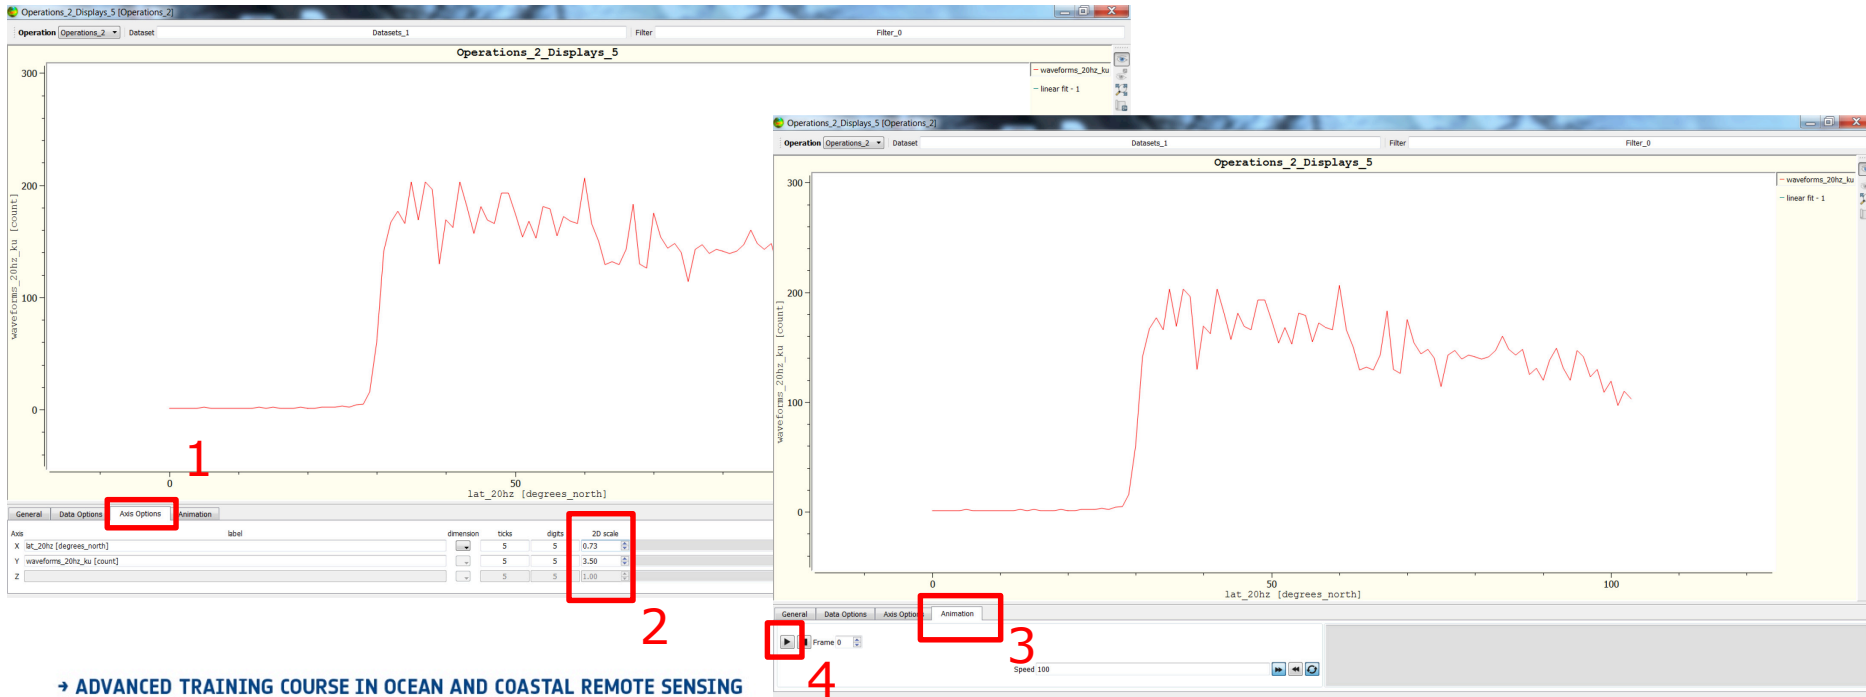 Operations_2_Displays_5 [Operations_2]
Operation Operations_2 Dataset Datasets_1 Filter Filter_0
Operations_2_Displays_5
waveforms_20hz_ku
linear fit - 1
300
200
100
0
waveforms_20hz_ku [count]
0 50
lat_20hz [degrees_north]
1
General Data Options Axis Options Animation
Axis label dimension ticks digits 2D scale
X lat_20hz [degrees_north] 5 5 0.73
Y waveforms_20hz_ku [count] 5 5 3.50
Z 5 5 1.00
2
Operations_2_Displays_5 [Operations_2]
Operation Operations_2 Dataset Datasets_1 Filter Filter_0
Operations_2_Displays_5
waveforms_20hz_ku
linear fit - 1
300
200
100
0
waveforms_20hz_ku [count]
0 50 100
lat_20hz [degrees_north]
General Data Options Axis Options Animation
3
Frame 0
4
Speed 100
→ ADVANCED TRAINING COURSE IN OCEAN AND COASTAL REMOTE SENSING